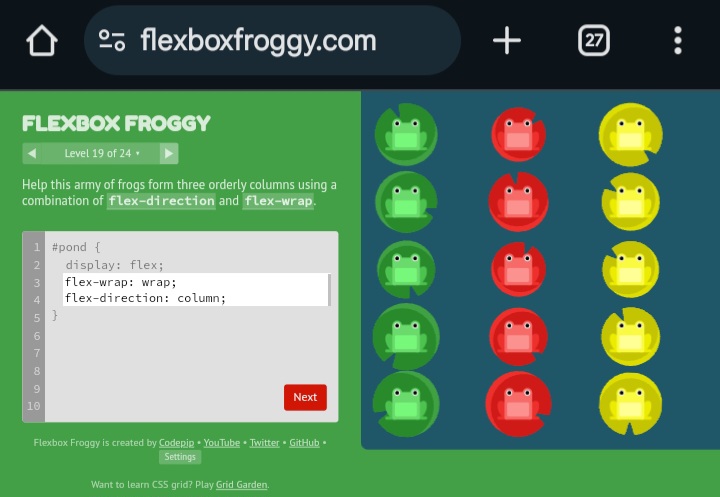 flexboxfroggy.com
27
FLEXBOX FROGGY
Level 19 of 24
Help this army of frogs form three orderly columns using a
combination of flex-direction and flex-wrap.
1 #pond {
2 display: flex;
3 flex-wrap: wrap;
4 flex-direction: column;
5 }
6
7
8
9
10
Next
Flexbox Froggy is created by Codepip • YouTube • Twitter • GitHub •
Settings
Want to learn CSS grid? Play Grid Garden.